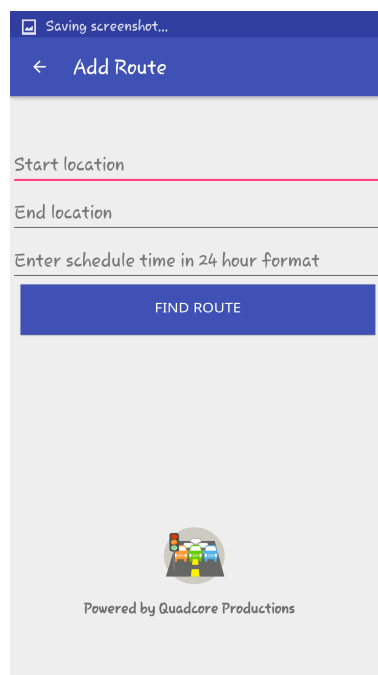 Saving screenshot...
Add Route
Start location
End location
Enter schedule time in 24 hour format
FIND ROUTE
Powered by Quadcore Productions